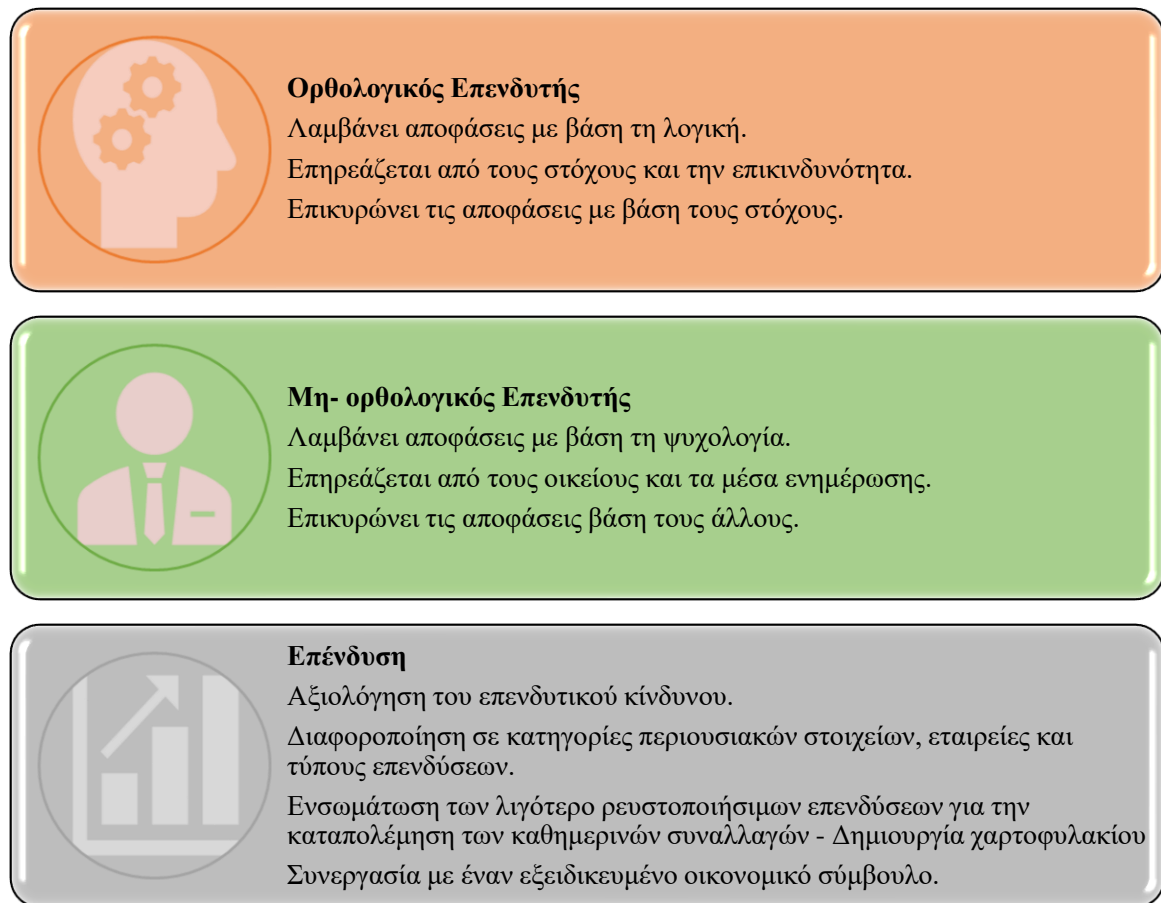 Ορθολογικός Επενδυτής
Λαμβάνει αποφάσεις με βάση τη λογική.
Επηρεάζεται από τους στόχους και την επικινδυνότητα.
Επικυρώνει τις αποφάσεις με βάση τους στόχους.
Μη- ορθολογικός Επενδυτής
Λαμβάνει αποφάσεις με βάση τη ψυχολογία.
Επηρεάζεται από τους οικείους και τα μέσα ενημέρωσης.
Επικυρώνει τις αποφάσεις βάση τους άλλους.
Επένδυση
Αξιολόγηση του επενδυτικού κίνδυνου.
Διαφοροποίηση σε κατηγορίες περιουσιακών στοιχείων, εταιρείες και
τύπους επενδύσεων.
Ενσωμάτωση των λιγότερο ρευστοποιήσιμων επενδύσεων για την
καταπολέμηση των καθημερινών συναλλαγών - Δημιουργία χαρτοφυλακίου
Συνεργασία με έναν εξειδικευμένο οικονομικό σύμβουλο.